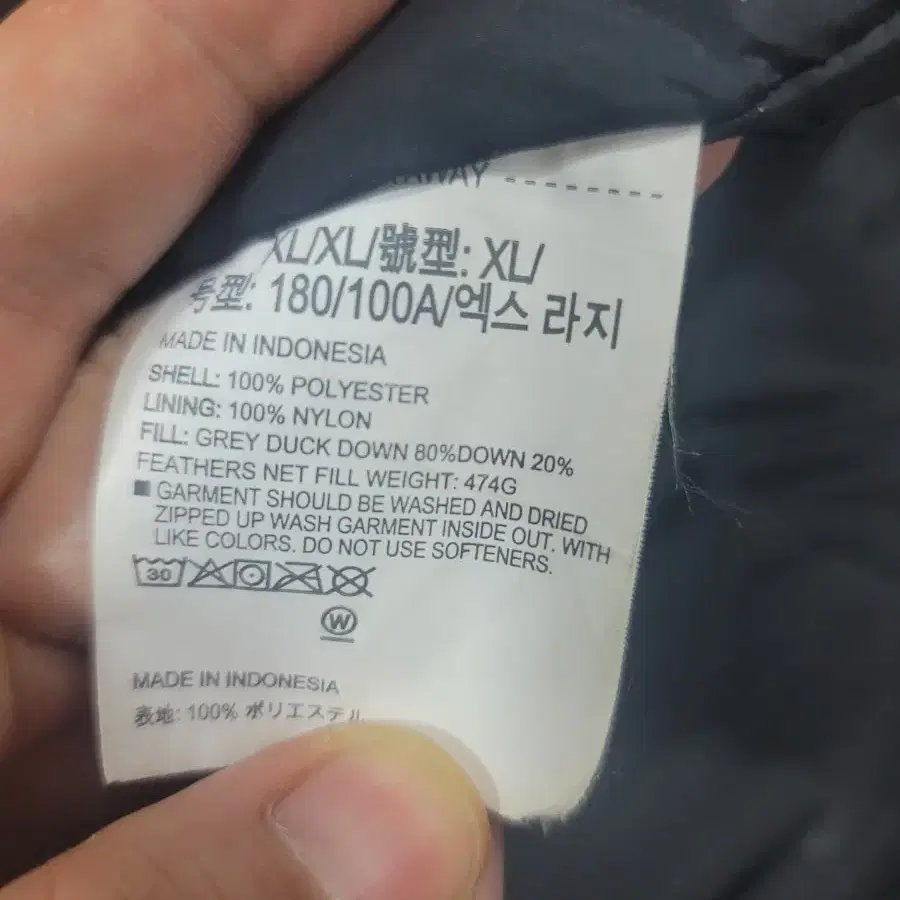 XL/XL/號型: XL/
号型: 180/100A/엑스 라지
MADE IN INDONESIA
SHELL: 100% POLYESTER
LINING: 100% NYLON
FILL: GREY DUCK DOWN 80%DOWN 20%
FEATHERS NET FILL WEIGHT: 474G
■ GARMENT SHOULD BE WASHED AND DRIED
ZIPPED UP WASH GARMENT INSIDE OUT. WITH
LIKE COLORS. DO NOT USE SOFTENERS.
30
W
MADE IN INDONESIA
表地: 100% ポリエステル